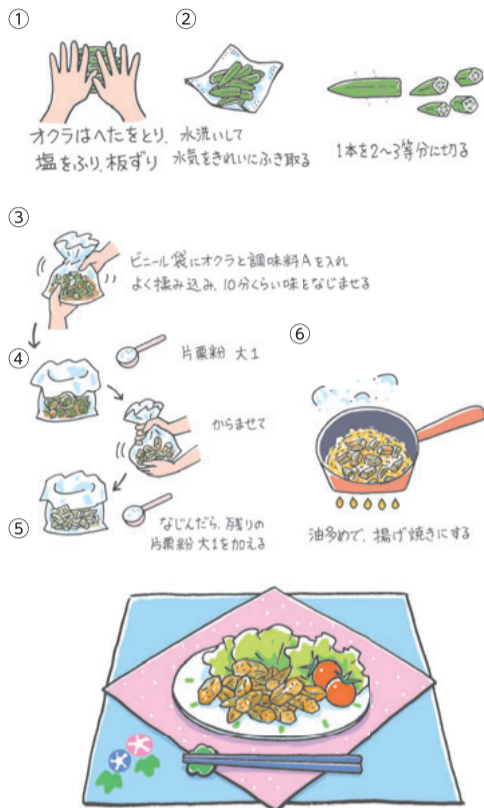 ①
オクラはへたをとり、
塩をふり、板ずり
②
水洗いして
水気をきれいにふき取る
1本を2〜3等分に切る
③
ビニール袋にオクラと調味料Aを入れ
よく揉み込み、10分くらい味をなじませる
④
片栗粉 大1
からませて
⑤
なじんだら、残りの
片栗粉 大1を加える
⑥
油多めで、揚げ焼きにする